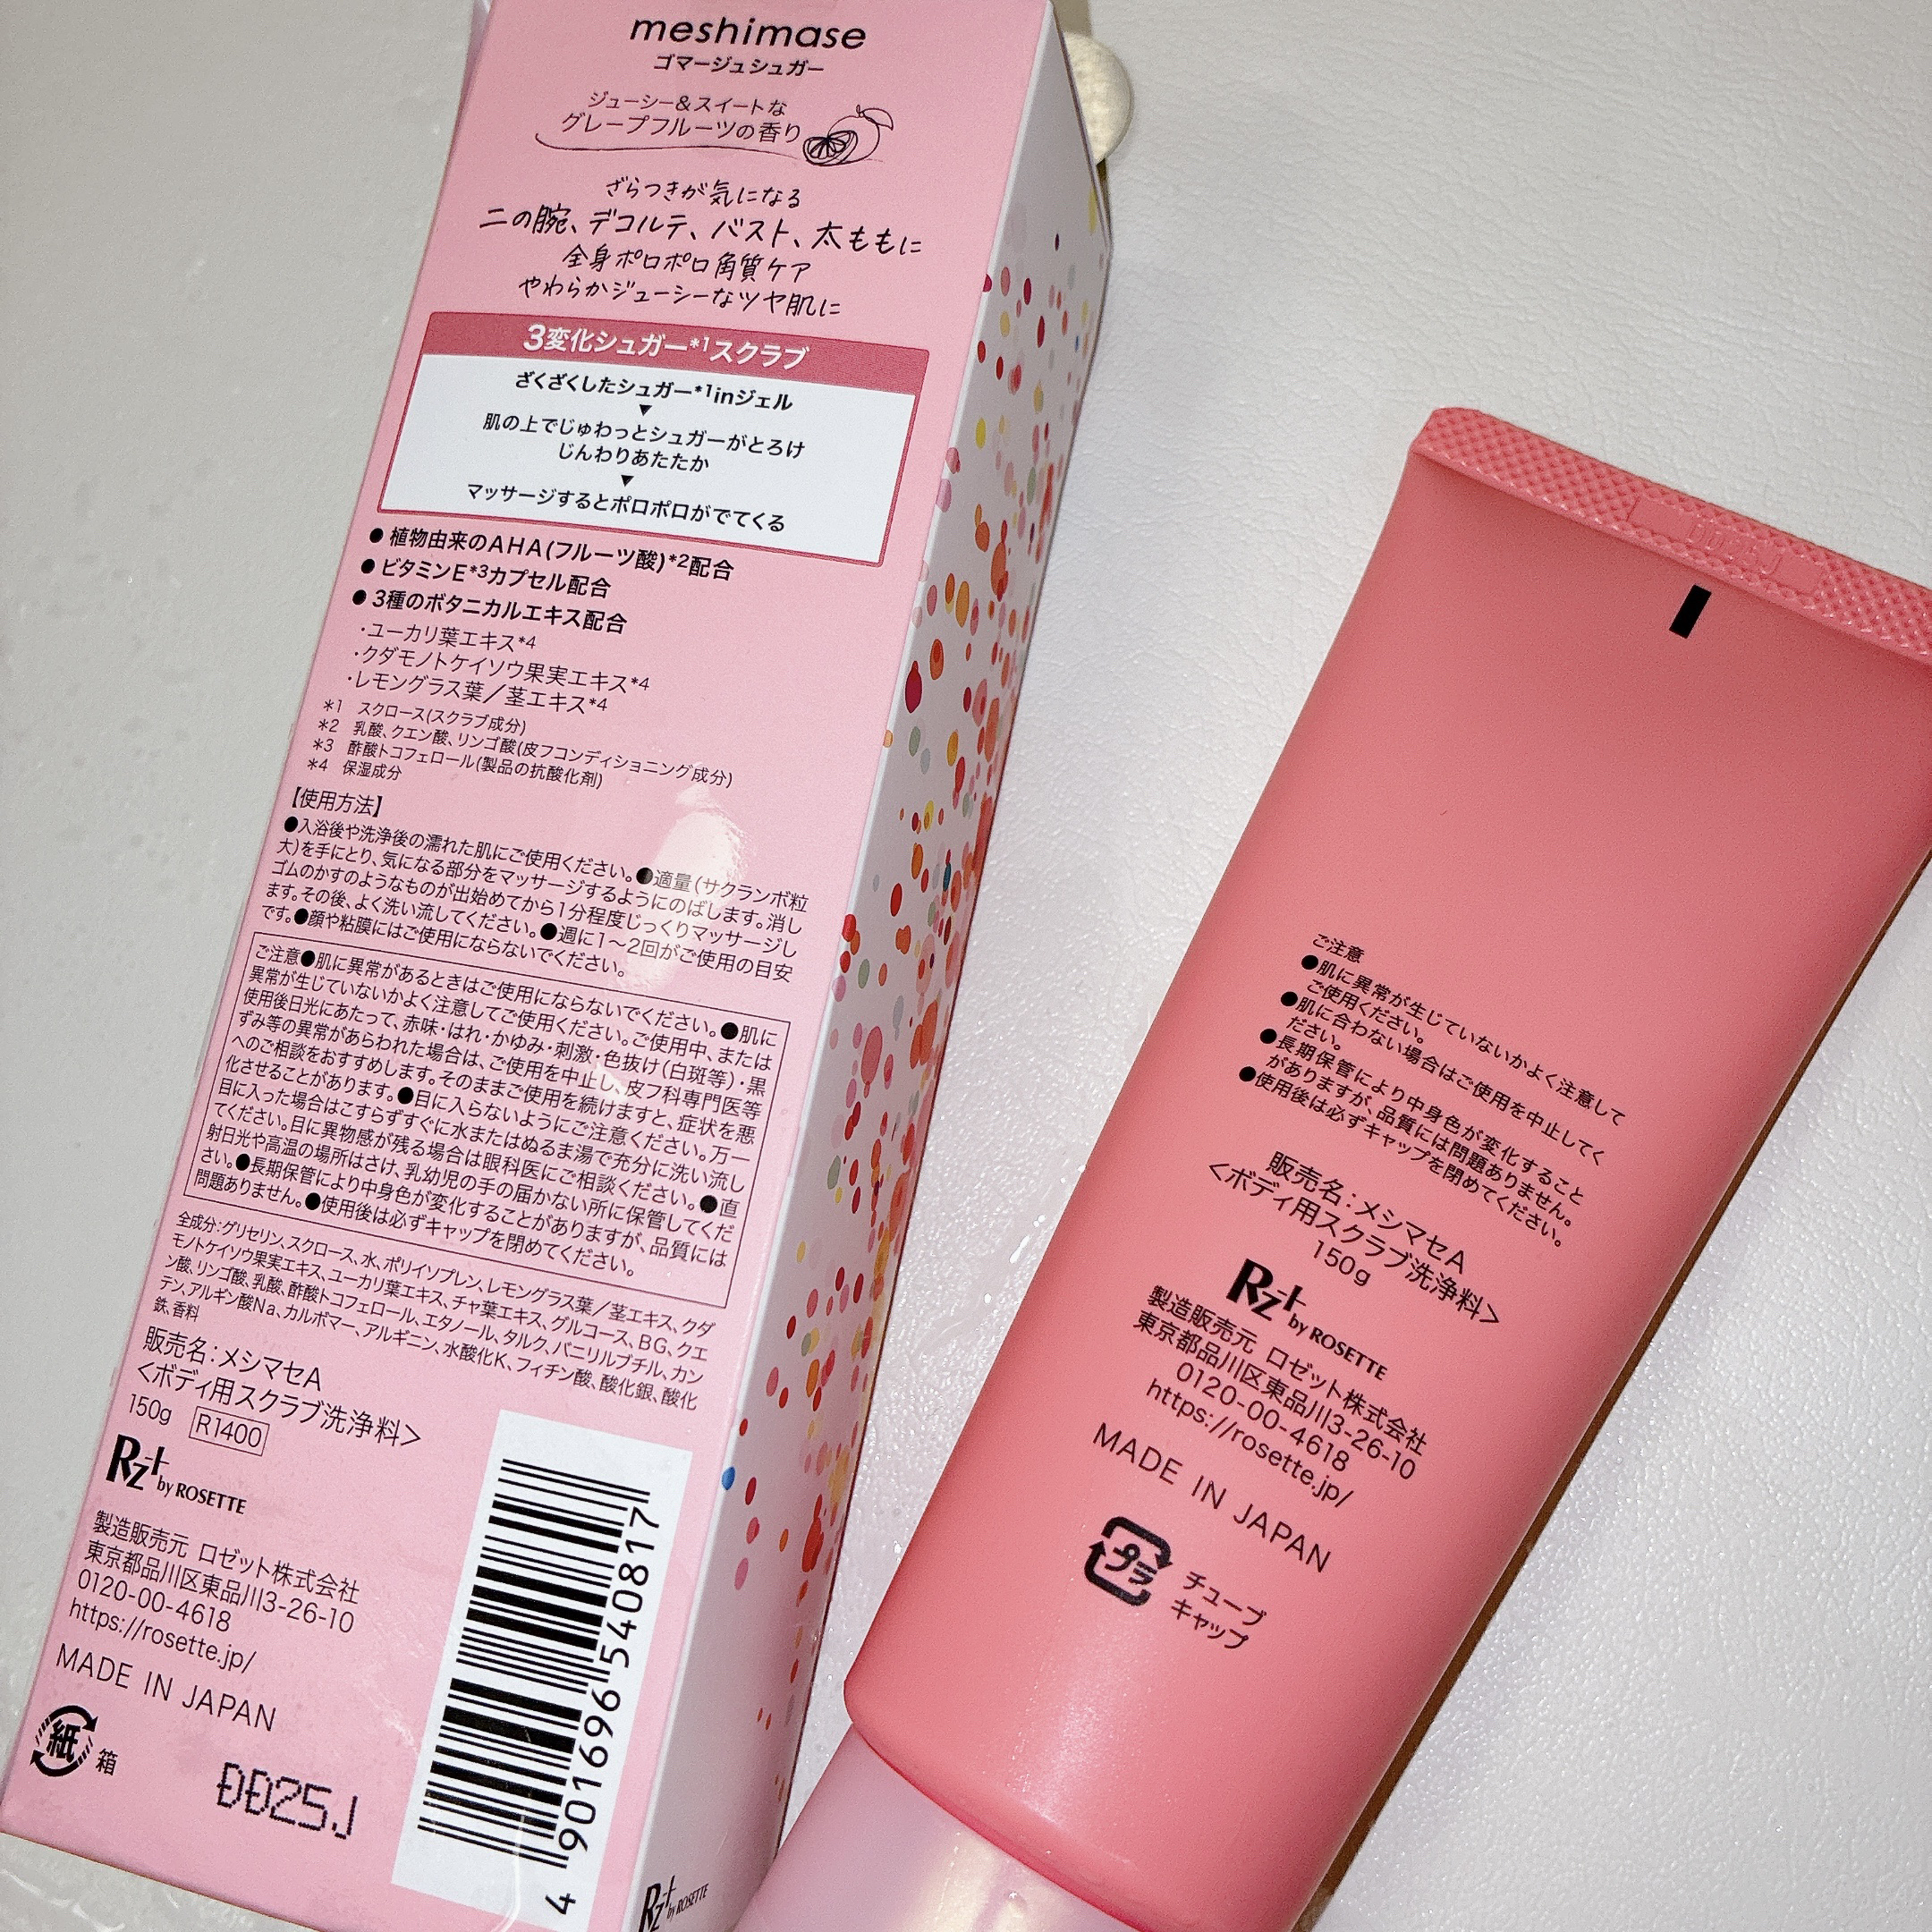 meshimase
ゴマージュシュガー
ジューシー&スイートな
グレープフルーツの香り
ざらつきが気になる
二の腕、デコルテ、バスト、太ももに
全身ポロポロ角質ケア
やわらかジューシーなツヤ肌に
3変化シュガー*1スクラブ
ざくざくしたシュガー*1inジェル
▼
肌の上でじゅわっとシュガーがとろけ
じんわりあたたか
▼
マッサージするとポロポロがでてくる
●植物由来のAHA(フルーツ酸)*2配合
●ビタミンE*3カプセル配合
●3種のボタニカルエキス配合
・ユーカリ葉エキス*4
・クダモノトケイソウ果実エキス*4
・レモングラス葉/茎エキス*4
*1 スクロース(スクラブ成分)
*2 乳酸、クエン酸、リンゴ酸(皮フコンディショニング成分)
*3 酢酸トコフェロール(製品の抗酸化剤)
*4 保湿成分
【使用方法】
●入浴後や洗浄後の濡れた肌にご使用ください。●適量(サクランボ粒
大)を手にとり、気になる部分をマッサージするようにのばします。消し
ゴムのかすのようなものが出始めてから1分程度じっくりマッサージし
ます。その後、よく洗い流してください。●週に1～2回がご使用の目安
です。●顔や粘膜にはご使用にならないでください。
ご注意●肌に異常があるときはご使用にならないでください。●肌に
異常が生じていないかよく注意してご使用ください。ご使用中、または
使用後日光にあたって、赤味・はれ・かゆみ・刺激・色抜け(白斑等)・黒
ずみ等の異常があらわれた場合は、ご使用を中止し、皮フ科専門医等
へのご相談をおすすめします。そのままご使用を続けますと、症状を悪
化させることがあります。●目に入らないようにご注意ください。万一
目に入った場合はこすらずすぐに水またはぬるま湯で充分に洗い流し
てください。目に異物感が残る場合は眼科医にご相談ください。●直
射日光や高温の場所はさけ、乳幼児の手の届かない所に保管してくだ
さい。●長期保管により中身色が変化することがありますが、品質には
問題ありません。●使用後は必ずキャップを閉めてください。
全成分:グリセリン、スクロース、水、ポリイソプレン、レモングラス葉/茎エキス、クダ
モノトケイソウ果実エキス、ユーカリ葉エキス、チャ葉エキス、グルコース、BG、クエ
ン酸、リンゴ酸、乳酸、酢酸トコフェロール、エタノール、タルク、バニリルブチル、カン
テン、アルギン酸Na、カルボマー、アルギニン、水酸化K、フィチン酸、酸化銀、酸化
鉄、香料
販売名:メシマセA
<ボディ用スクラブ洗浄料>
150g R1400
Rz+ by ROSETTE
製造販売元 ロゼット株式会社
東京都品川区東品川3-26-10
0120-00-4618
https://rosette.jp/
MADE IN JAPAN
紙 箱
DD25J
4 901696 540817
Rz+ by ROSETTE
ご注意
●肌に異常が生じていないかよく注意して
ご使用ください。
●肌に合わない場合はご使用を中止してく
ださい。
●長期保管により中身色が変化すること
がありますが、品質には問題ありません。
●使用後は必ずキャップを閉めてください。
販売名:メシマセA
<ボディ用スクラブ洗浄料>
150g
Rz+ by ROSETTE
製造販売元 ロゼット株式会社
東京都品川区東品川3-26-10
0120-00-4618
https://rosette.jp/
MADE IN JAPAN
プラ チューブ
キャップ